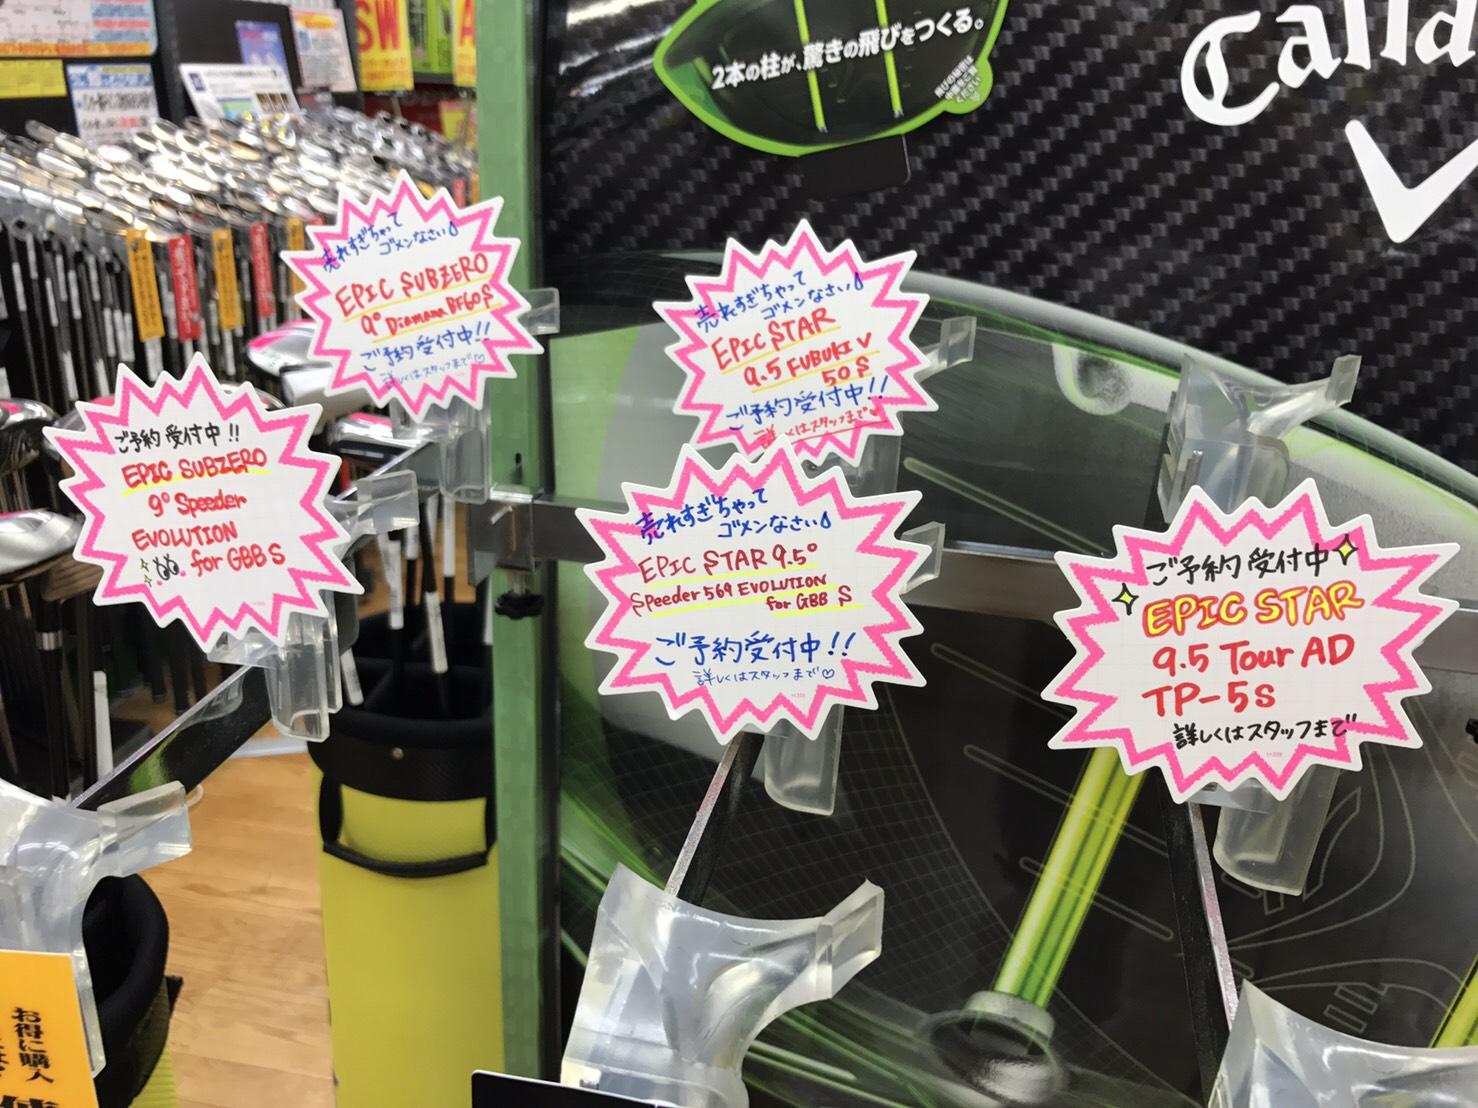 2本の柱が、驚きの飛びをつくる。
Calla
SW
売れすぎちゃって
ゴメンなさい
EPIC SUBZERO
9° Diamana BF60S
ご予約受付中!!
詳しくはスタッフまで♡
売れすぎちゃって
ゴメンなさい
EPIC STAR
9.5 FUBUKI V
50S
ご予約受付中!!
詳しくはスタッフまで♡
ご予約受付中!!
EPIC SUBZERO
9° Speeder
EVOLUTION
for GBB S
売れすぎちゃって
ゴメンなさい
EPIC STAR 9.5°
Speeder 569 EVOLUTION
for GBB S
ご予約受付中!!
詳しくはスタッフまで♡
ご予約受付中
EPIC STAR
9.5 Tour AD
TP-5S
詳しくはスタッフまで
お得に購入